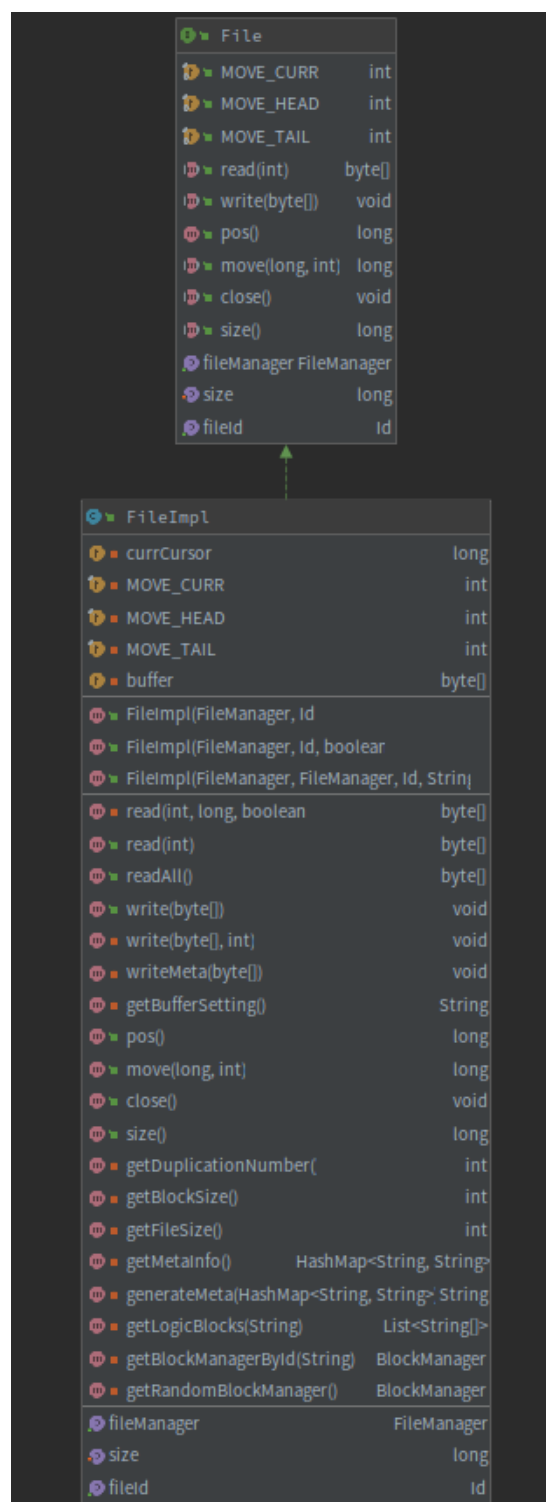 File
MOVE_CURR int
MOVE_HEAD int
MOVE_TAIL int
read(int) byte[]
write(byte[]) void
pos() long
move(long, int) long
close() void
size() long
fileManager FileManager
size long
fileId Id
FileImpl
currCursor long
MOVE_CURR int
MOVE_HEAD int
MOVE_TAIL int
buffer byte[]
FileImpl(FileManager, Id
FileImpl(FileManager, Id, boolear
FileImpl(FileManager, FileManager, Id, String
read(int, long, boolean byte[]
read(int) byte[]
readAll() byte[]
write(byte[]) void
write(byte[], int) void
writeMeta(byte[]) void
getBufferSetting() String
pos() long
move(long, int) long
close() void
size() long
getDuplicationNumber( int
getBlockSize() int
getFileSize() int
getMetaInfo() HashMap<String, String>
generateMeta(HashMap<String, String> String
getLogicBlocks(String) List<String[]>
getBlockManagerById(String) BlockManager
getRandomBlockManager() BlockManager
fileManager FileManager
size long
fileId Id